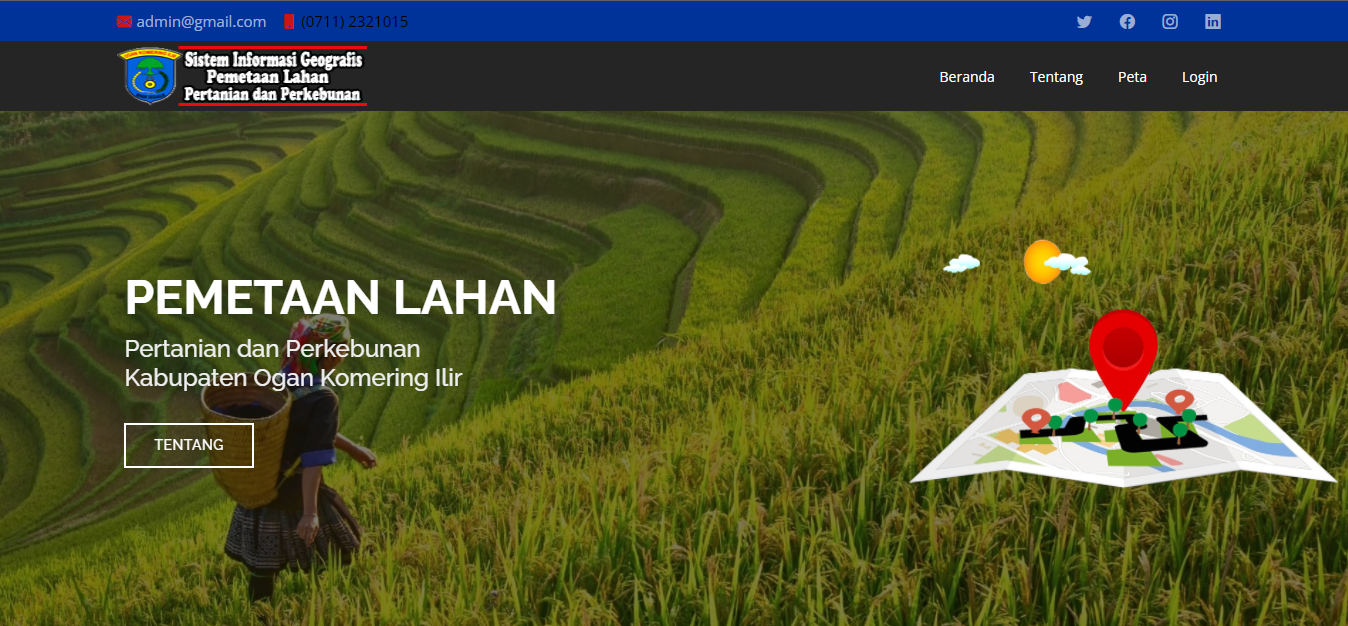 admin@gmail.com (0711) 2321015
Sistem Informasi Geografis
Pemetaan Lahan
Pertanian dan Perkebunan
Beranda Tentang Peta Login
PEMETAAN LAHAN
Pertanian dan Perkebunan
Kabupaten Ogan Komering Ilir
TENTANG